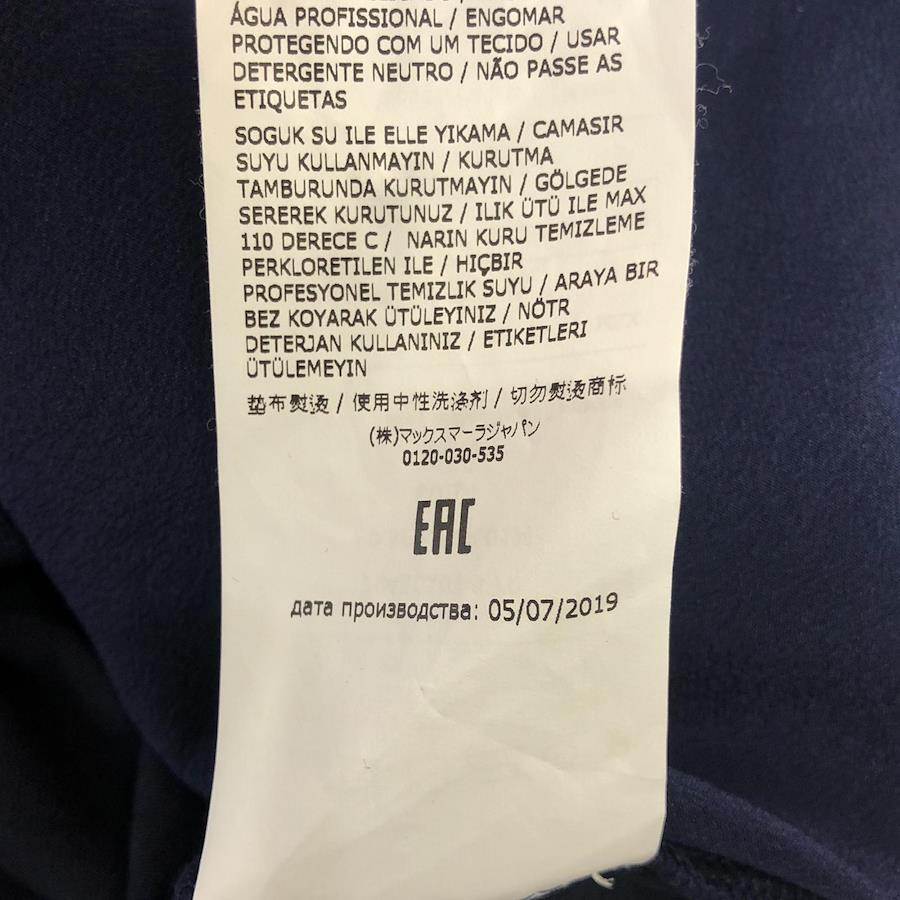 ÁGUA PROFISSIONAL / ENGOMAR
PROTEGENDO COM UM TECIDO / USAR
DETERGENTE NEUTRO / NÃO PASSE AS
ETIQUETAS
SOGUK SU ILE ELLE YIKAMA / CAMASIR
SUYU KULLANMAYIN / KURUTMA
TAMBURUNDA KURUTMAYIN / GÖLGEDE
SEREREK KURUTUNUZ / ILIK ÜTÜ ILE MAX
110 DERECE C / NARIN KURU TEMIZLEME
PERKLORETILEN ILE / HIÇBIR
PROFESYONEL TEMIZLIK SUYU / ARAYA BIR
BEZ KOYARAK ÜTÜLEYINIZ / NÖTR
DETERJAN KULLANINIZ / ETIKETLERI
ÜTÜLEMEYIN
垫布熨烫 / 使用中性洗涤剂 / 切勿熨烫商标
(株)マックスマーラジャパン
0120-030-535
EAC
дата производства: 05/07/2019